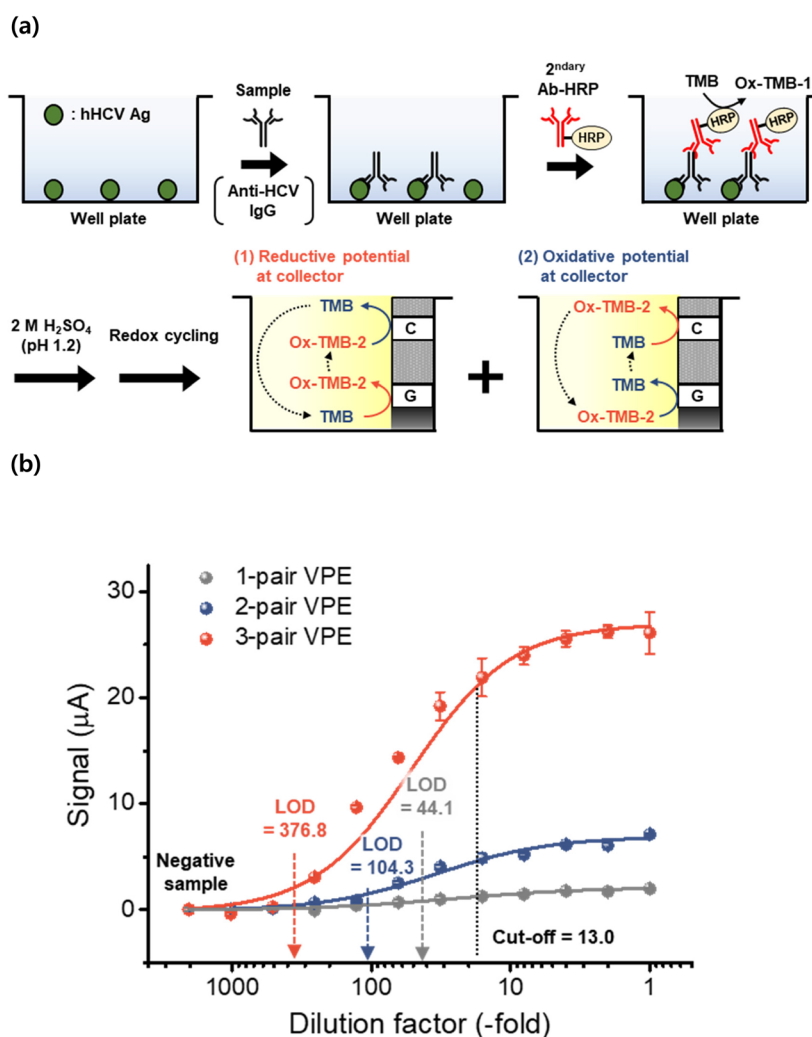 (a)
: hHCV Ag
Well plate
Sample
Anti-HCV
IgG
Well plate
2ndary
Ab-HRP
HRP
TMB
Ox-TMB-1
HRP
HRP
Well plate
2 M H2SO4
(pH 1.2)
Redox cycling
(1) Reductive potential
at collector
TMB
Ox-TMB-2
C
Ox-TMB-2
G
TMB
+
(2) Oxidative potential
at collector
Ox-TMB-2
C
TMB
TMB
G
Ox-TMB-2
(b)
1-pair VPE
2-pair VPE
3-pair VPE
Signal (μA)
30
20
10
0
LOD
= 376.8
LOD
= 104.3
LOD
= 44.1
Negative
sample
Cut-off = 13.0
1000
100
10
1
Dilution factor (-fold)